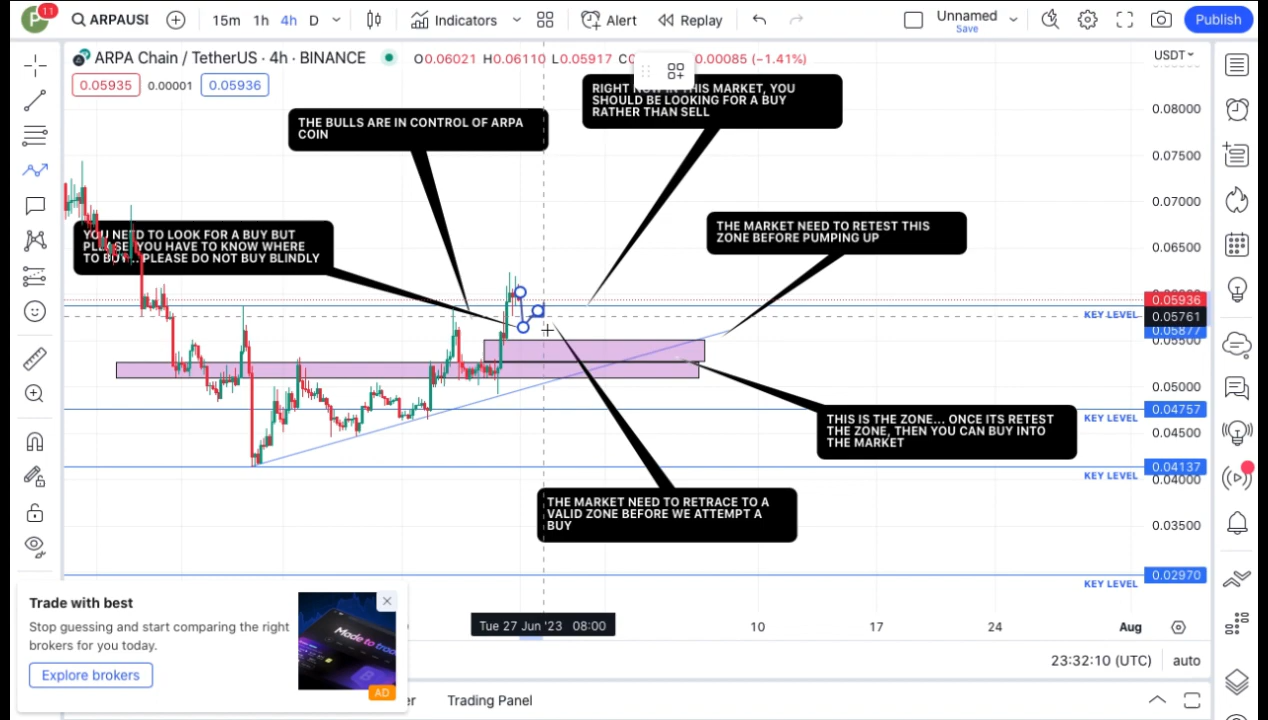 P
11
ARPAUSI
15m 1h 4h D
Indicators
Alert
Replay
Unnamed
Save
Publish
ARPA Chain / TetherUS · 4h · BINANCE
O0.06021 H0.06110 L0.05917 C0 0.00085 (−1.41%)
0.05935 0.00001 0.05936
USDT
RIGHT NOW IN THIS MARKET, YOU
SHOULD BE LOOKING FOR A BUY
RATHER THAN SELL
THE BULLS ARE IN CONTROL OF ARPA
COIN
YOU NEED TO LOOK FOR A BUY BUT
PLEASE YOU HAVE TO KNOW WHERE
TO BUY...PLEASE DO NOT BUY BLINDLY
THE MARKET NEED TO RETEST THIS
ZONE BEFORE PUMPING UP
0.08000
0.07500
0.07000
0.06500
0.05936
KEY LEVEL
0.05761
0.05877
0.05500
0.05000
KEY LEVEL
0.04757
0.04500
KEY LEVEL
0.04137
0.04000
0.03500
KEY LEVEL
0.02970
THIS IS THE ZONE... ONCE ITS RETEST
THE ZONE, THEN YOU CAN BUY INTO
THE MARKET
THE MARKET NEED TO RETRACE TO A
VALID ZONE BEFORE WE ATTEMPT A
BUY
Trade with best
Stop guessing and start comparing the right
brokers for you today.
Explore brokers
Made to trade
AD
Tue 27 Jun '23 08:00
10 17 24 Aug
23:32:10 (UTC) auto
er Trading Panel